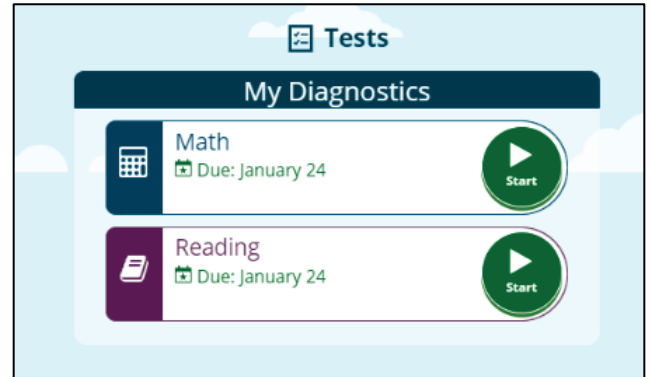 Tests
My Diagnostics
Math
Due: January 24
Start
Reading
Due: January 24
Start